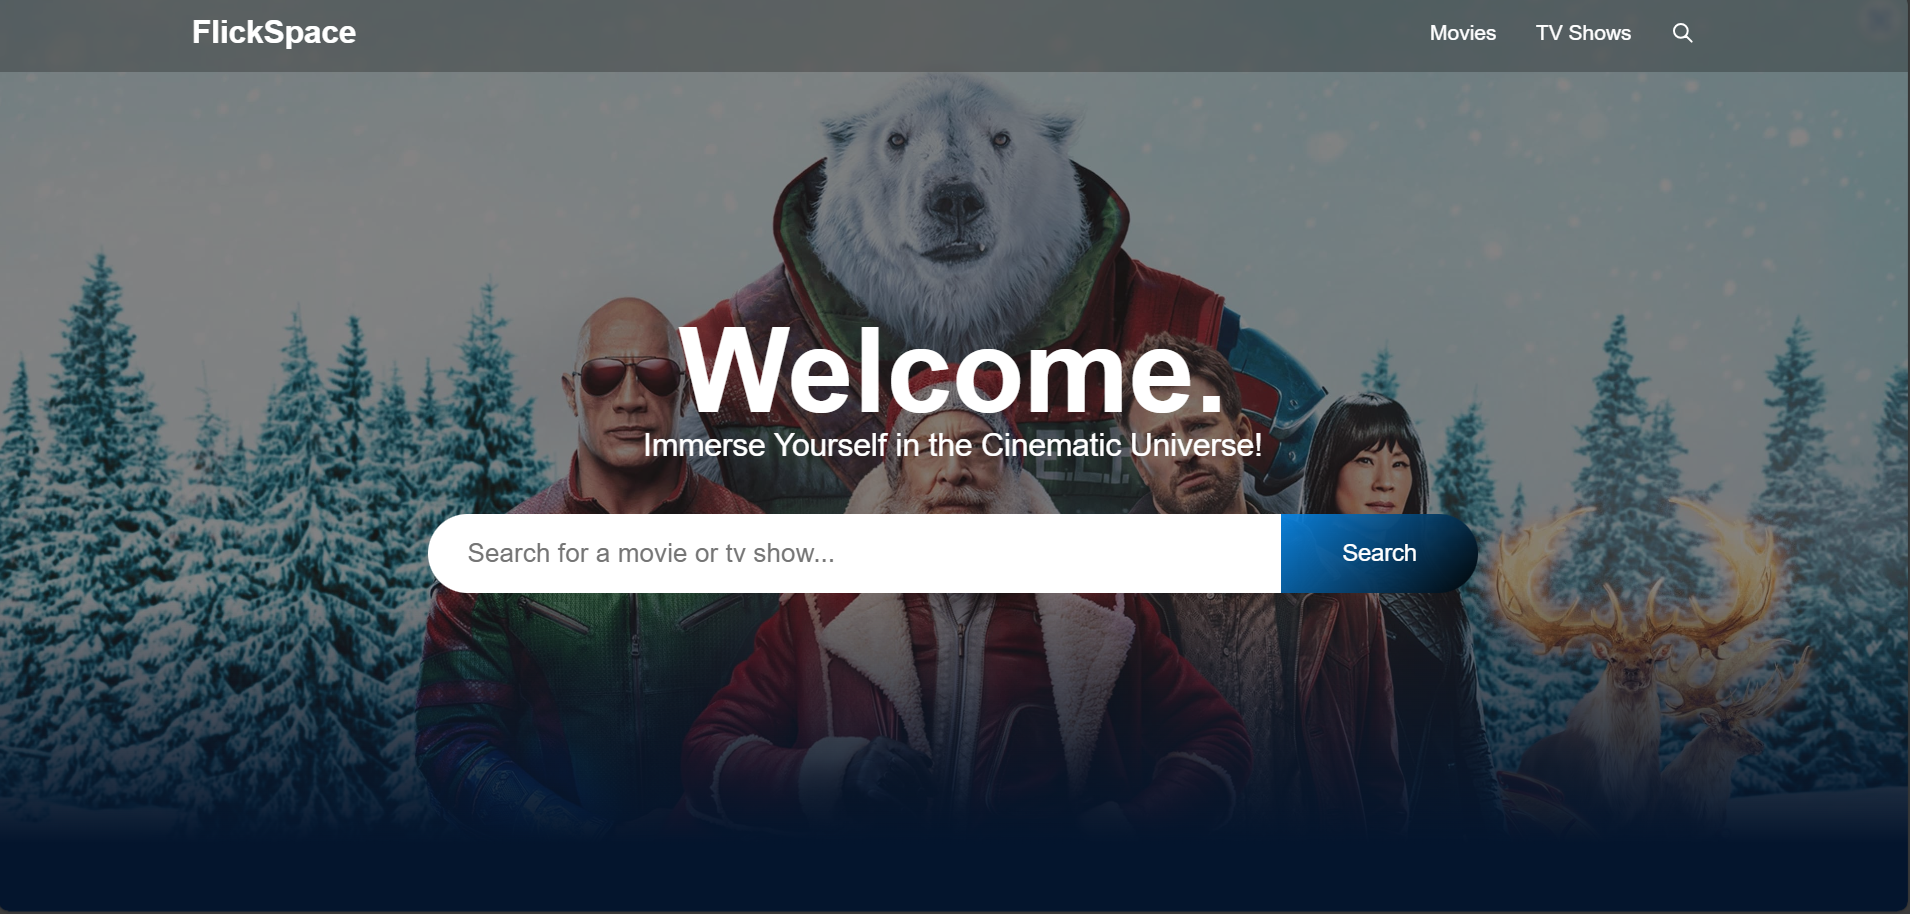 FlickSpace
Movies
TV Shows
Welcome.
Immerse Yourself in the Cinematic Universe!
Search for a movie or tv show...
Search